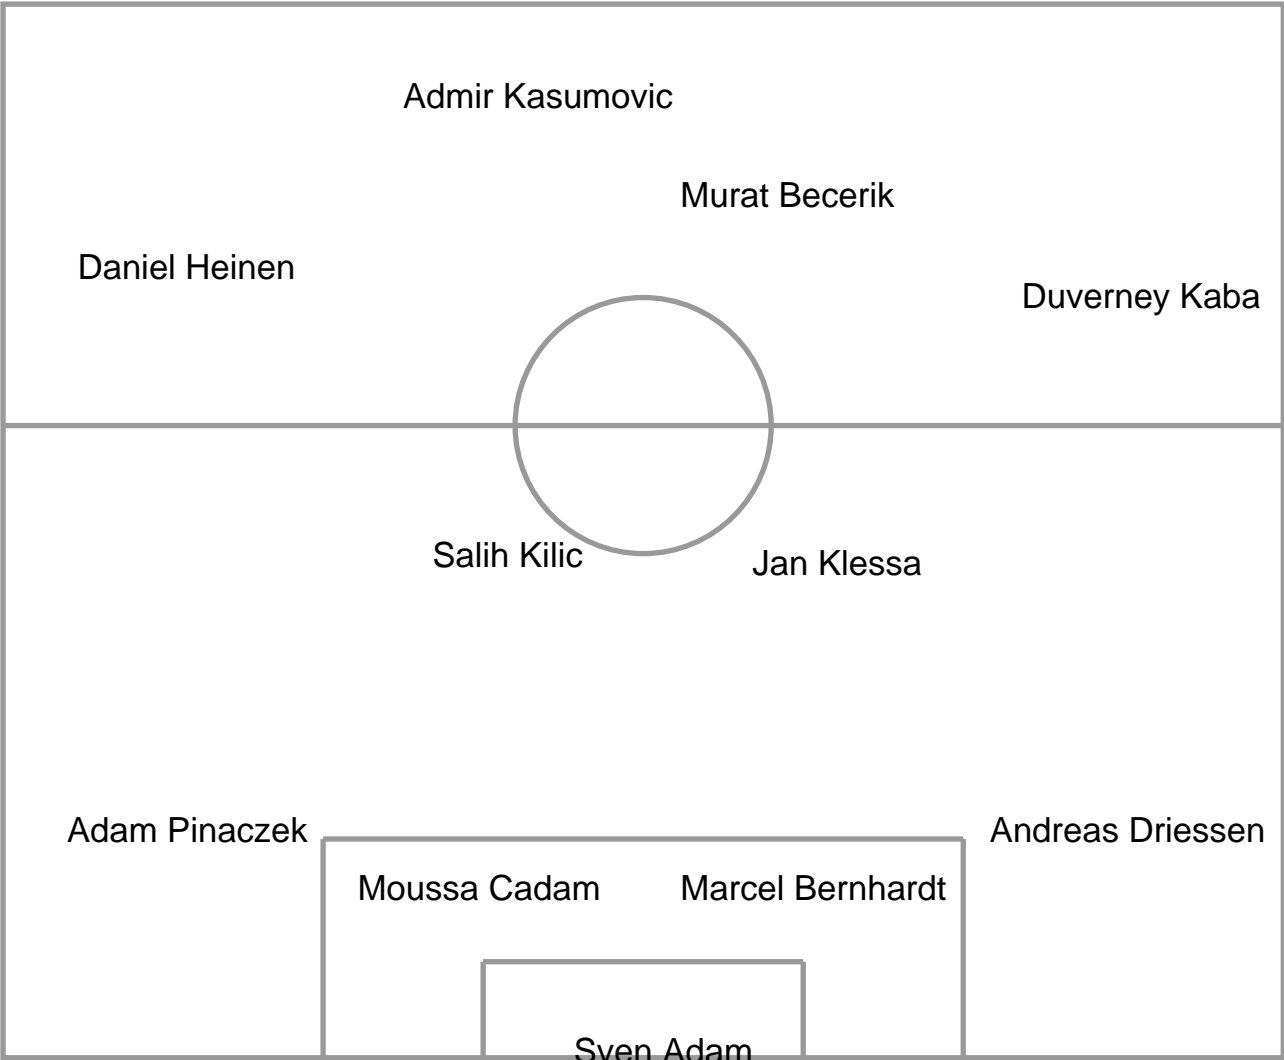 Admir Kasumovic
Murat Becerik
Daniel Heinen
Duverney Kaba
Salih Kilic
Jan Klessa
Adam Pinaczek
Andreas Driessen
Moussa Cadam
Marcel Bernhardt
Sven Adam